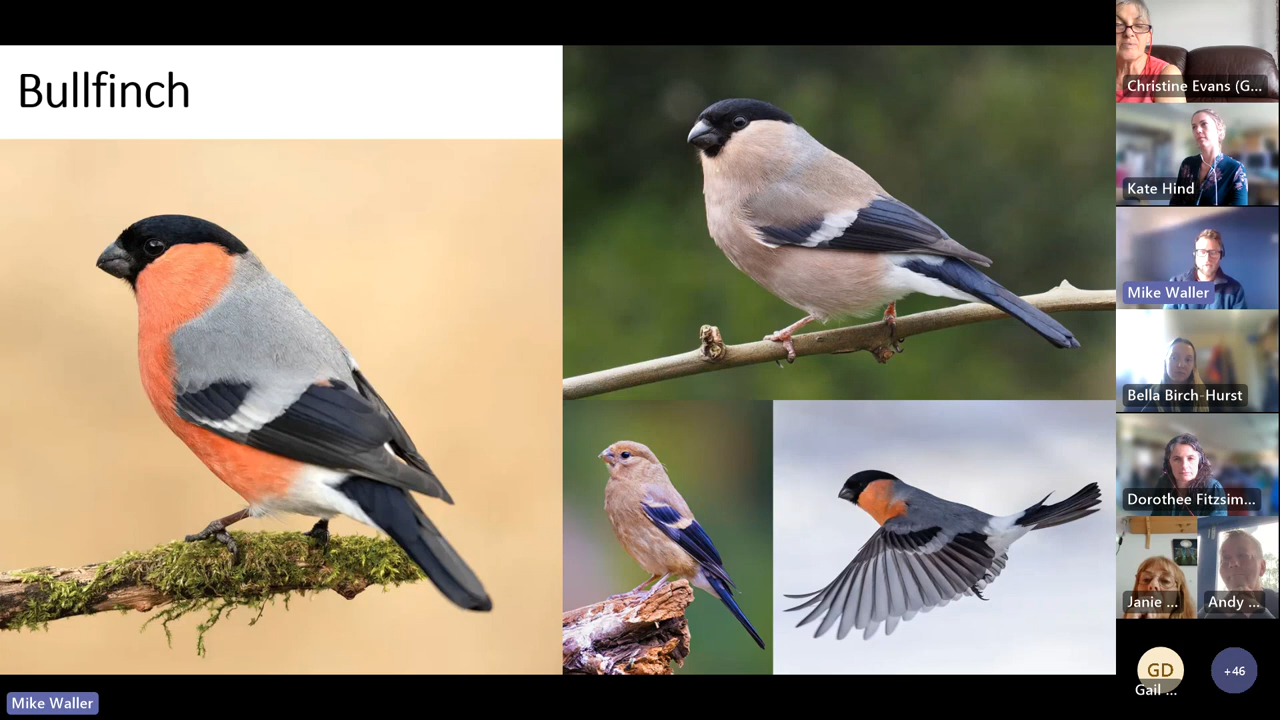 Bullfinch
Christine Evans (G...
Kate Hind
Mike Waller
Bella Birch-Hurst
Dorothee Fitzsim...
Janie ...
Andy ...
GD
Gail ...
+46
Mike Waller